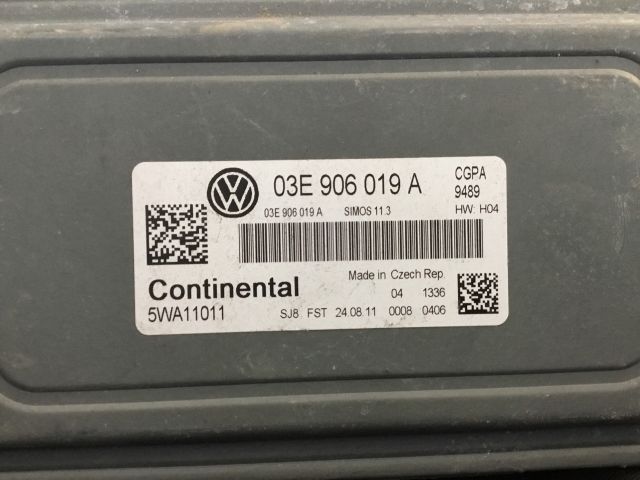 03E 906 019 A
CGPA
9489
03E 906 019 A SIMOS 11.3 HW: H04
Made in Czech Rep.
Continental 04 1336
5WA11011 SJ8 FST 24.08.11 0008 0406